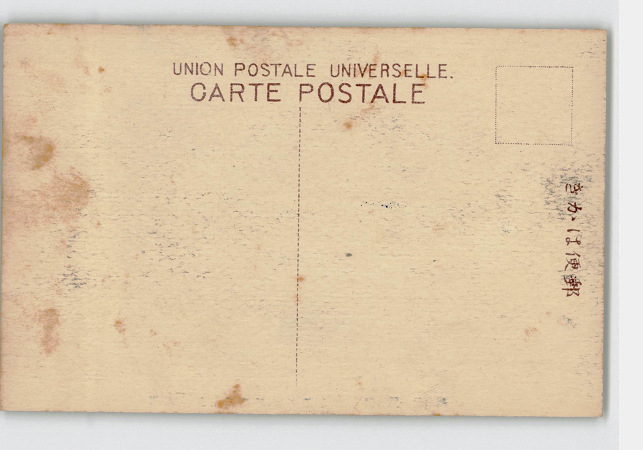 UNION POSTALE UNIVERSELLE.
CARTE POSTALE
郵便はかき